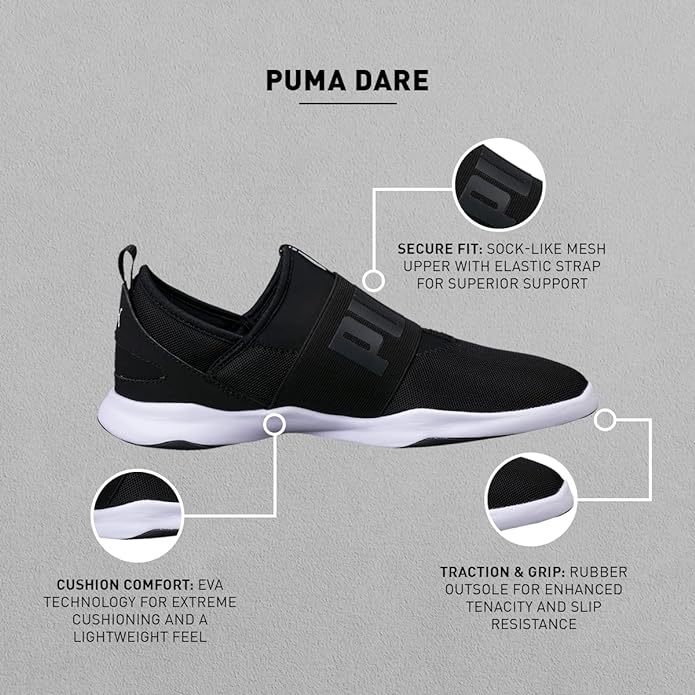 PUMA DARE
SECURE FIT: SOCK-LIKE MESH
UPPER WITH ELASTIC STRAP
FOR SUPERIOR SUPPORT
CUSHION COMFORT: EVA
TECHNOLOGY FOR EXTREME
CUSHIONING AND A
LIGHTWEIGHT FEEL
TRACTION & GRIP: RUBBER
OUTSOLE FOR ENHANCED
TENACITY AND SLIP
RESISTANCE